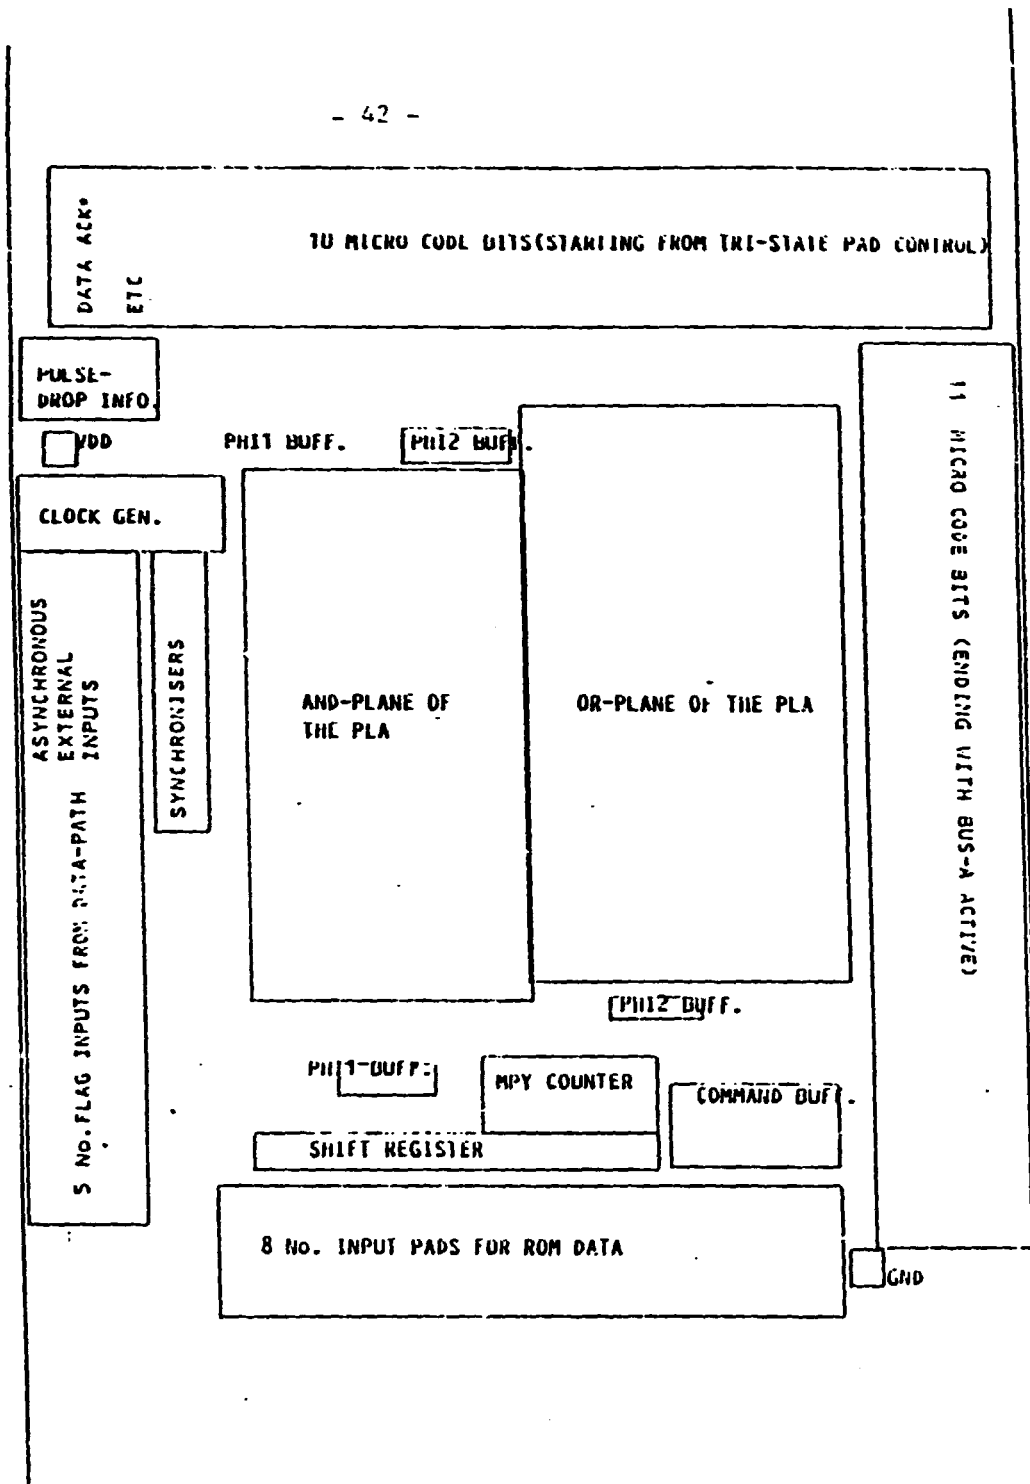 - 42 -
DATA ACK*
ETC
10 MICRO CODE BITS(STARTING FROM TRI-STATE PAD CONTROL)
PULSE-
DROP INFO.
VDD
PHI1 BUFF.
PHI2 BUFF.
CLOCK GEN.
ASYNCHRONOUS
EXTERNAL
INPUTS
SYNCHRONISERS
5 No.FLAG INPUTS FROM DATA-PATH
AND-PLANE OF
THE PLA
OR-PLANE OF THE PLA
11 MICRO CODE BITS (ENDING WITH BUS-A ACTIVE)
PHI2 BUFF.
PHI1 BUFF.
MPY COUNTER
COMMAND BUFF.
SHIFT REGISTER
8 No. INPUT PADS FOR ROM DATA
GND